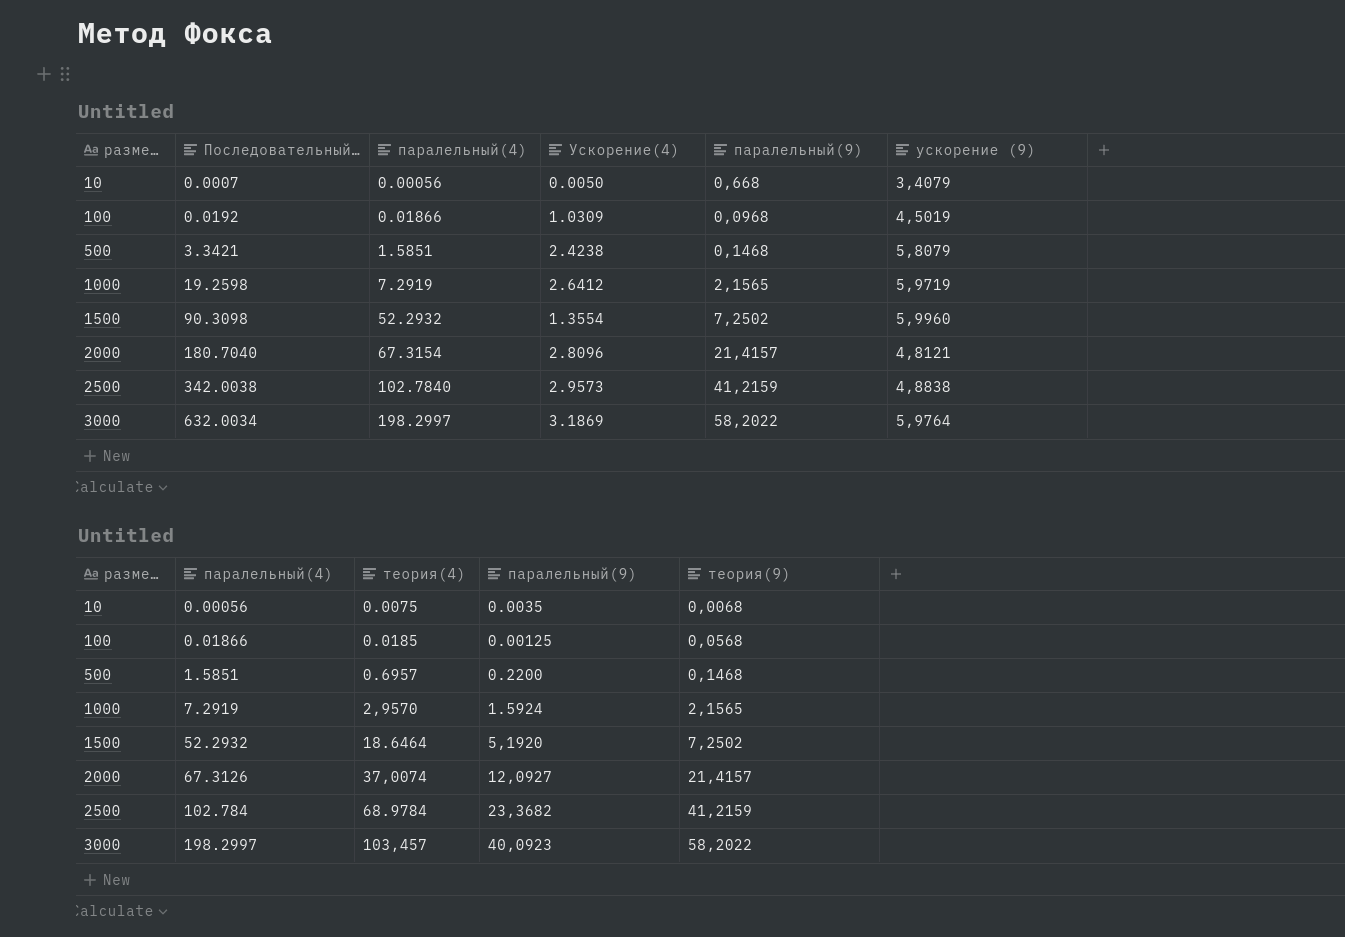 Метод Фокса
Untitled
Aa разме… Последовательный… паралельный(4) Ускорение(4) паралельный(9) ускорение (9)
10 0.0007 0.00056 0.0050 0,668 3,4079
100 0.0192 0.01866 1.0309 0,0968 4,5019
500 3.3421 1.5851 2.4238 0,1468 5,8079
1000 19.2598 7.2919 2.6412 2,1565 5,9719
1500 90.3098 52.2932 1.3554 7,2502 5,9960
2000 180.7040 67.3154 2.8096 21,4157 4,8121
2500 342.0038 102.7840 2.9573 41,2159 4,8838
3000 632.0034 198.2997 3.1869 58,2022 5,9764
+ New
Calculate
Untitled
Aa разме… паралельный(4) теория(4) паралельный(9) теория(9)
10 0.00056 0.0075 0.0035 0,0068
100 0.01866 0.0185 0.00125 0,0568
500 1.5851 0.6957 0.2200 0,1468
1000 7.2919 2,9570 1.5924 2,1565
1500 52.2932 18.6464 5,1920 7,2502
2000 67.3126 37,0074 12,0927 21,4157
2500 102.784 68.9784 23,3682 41,2159
3000 198.2997 103,457 40,0923 58,2022
+ New
Calculate